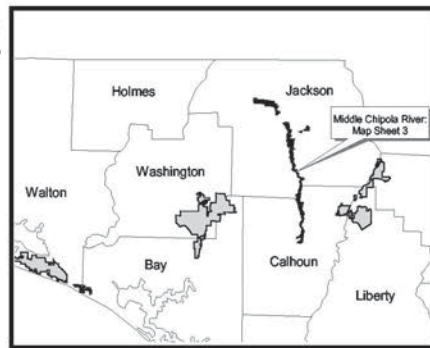 Holmes
Jackson
Middle Chipola River:
Map Sheet 3
Washington
Walton
Bay
Calhoun
Liberty